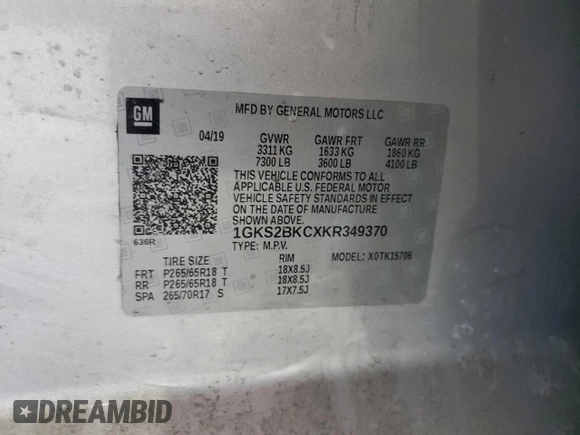 GM
MFD BY GENERAL MOTORS LLC
04/19 GVWR GAWR FRT GAWR RR
3311 KG 1633 KG 1860 KG
7300 LB 3600 LB 4100 LB
THIS VEHICLE CONFORMS TO ALL
APPLICABLE U.S. FEDERAL MOTOR
VEHICLE SAFETY STANDARDS IN EFFECT
ON THE DATE OF MANUFACTURE
SHOWN ABOVE.
1GKS2BKCXKR349370
636R
TYPE: M.P.V. MODEL: X0TK15706
TIRE SIZE RIM
FRT P265/65R18 T 18X8.5J
RR P265/65R18 T 18X8.5J
SPA 265/70R17 S 17X7.5J
DREAMBID